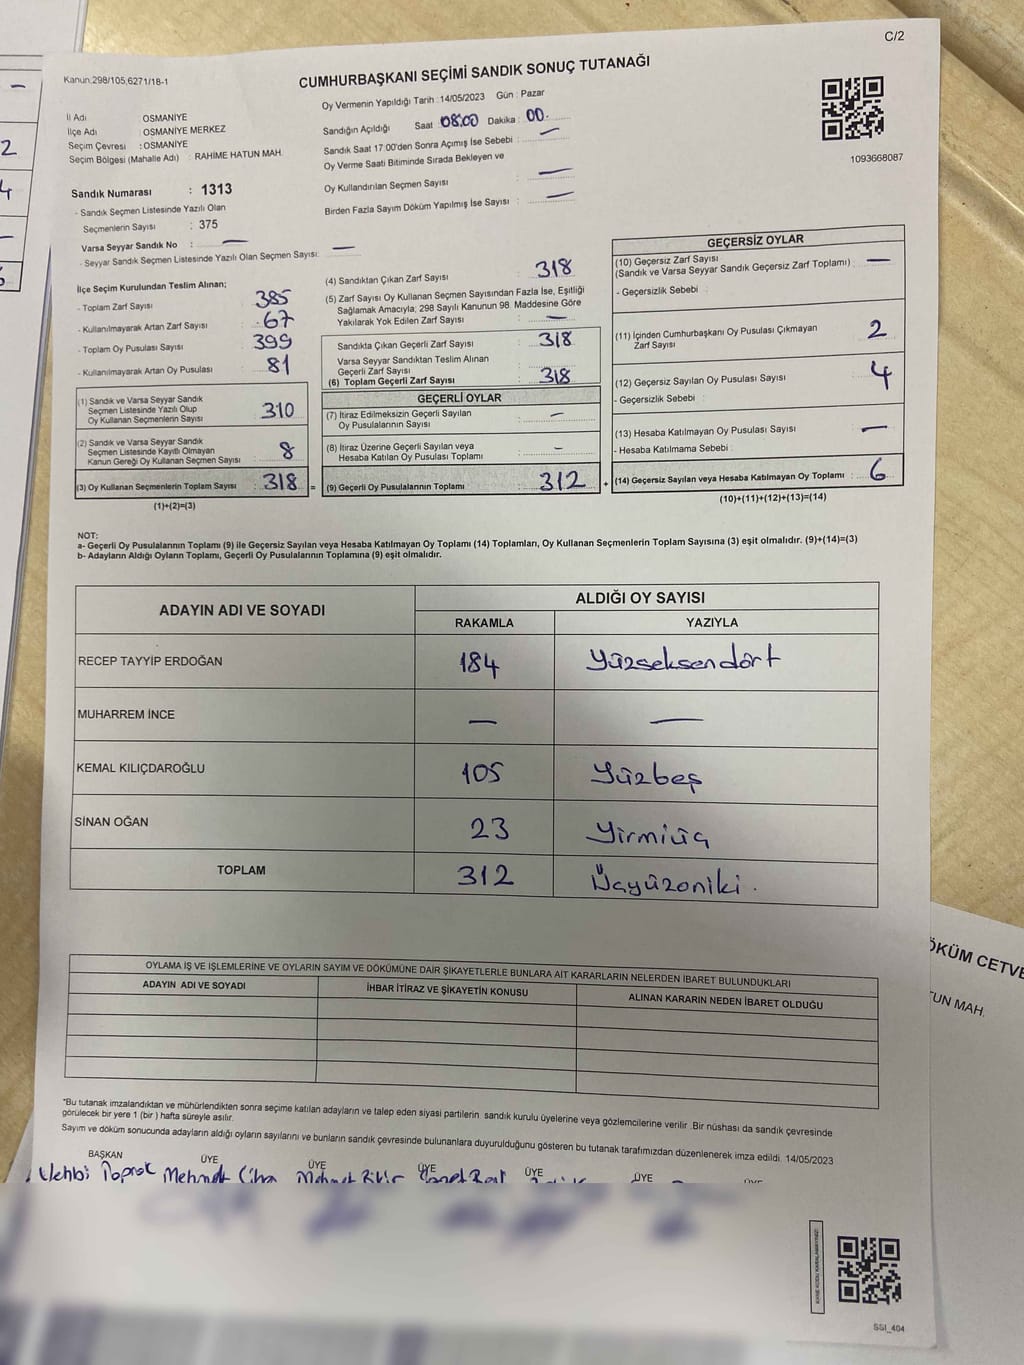 C/2
Kanun:298/105,6271/18-1
CUMHURBAŞKANI SEÇİMİ SANDIK SONUÇ TUTANAĞI
İl Adı OSMANİYE
İlçe Adı : OSMANİYE MERKEZ
Seçim Çevresi : OSMANİYE
Seçim Bölgesi (Mahalle Adı) : RAHİME HATUN MAH.
Sandık Numarası : 1313
- Sandık Seçmen Listesinde Yazılı Olan
Seçmenlerin Sayısı : 375
Varsa Seyyar Sandık No : —
- Seyyar Sandık Seçmen Listesinde Yazılı Olan Seçmen Sayısı: —
Oy Vermenin Yapıldığı Tarih : 14/05/2023 Gün : Pazar
Sandığın Açıldığı Saat : 08:00 Dakika : 00.
Sandık Saat 17:00'den Sonra Açımış İse Sebebi : —
Oy Verme Saati Bitiminde Sırada Bekleyen ve
Oy Kullandırılan Seçmen Sayısı : —
Birden Fazla Sayım Döküm Yapılmış İse Sayısı : —
1093668087
İlçe Seçim Kurulundan Teslim Alınan;
- Toplam Zarf Sayısı : 385
- Kullanılmayarak Artan Zarf Sayısı : 67
- Toplam Oy Pusulası Sayısı : 399
- Kullanılmayarak Artan Oy Pusulası : 81
(1) Sandık ve Varsa Seyyar Sandık
Seçmen Listesinde Yazılı Olup
Oy Kullanan Seçmenlerin Sayısı : 310
(2) Sandık ve Varsa Seyyar Sandık
Seçmen Listesinde Kayıtlı Olmayan
Kanun Gereği Oy Kullanan Seçmen Sayısı : 8
(3) Oy Kullanan Seçmenlerin Toplam Sayısı : 318 =
(1)+(2)=(3)
(4) Sandıktan Çıkan Zarf Sayısı : 318
(5) Zarf Sayısı Oy Kullanan Seçmen Sayısından Fazla İse, Eşitliği
Sağlamak Amacıyla; 298 Sayılı Kanunun 98. Maddesine Göre
Yakılarak Yok Edilen Zarf Sayısı : —
Sandıkta Çıkan Geçerli Zarf Sayısı : 318
Varsa Seyyar Sandıktan Teslim Alınan
Geçerli Zarf Sayısı :
(6) Toplam Geçerli Zarf Sayısı : 318
GEÇERLİ OYLAR
(7) İtiraz Edilmeksizin Geçerli Sayılan
Oy Pusulalarının Sayısı : —
(8) İtiraz Üzerine Geçerli Sayılan veya
Hesaba Katılan Oy Pusulası Toplamı : —
(9) Geçerli Oy Pusulalarının Toplamı : 312 +
GEÇERSİZ OYLAR
(10) Geçersiz Zarf Sayısı
(Sandık ve Varsa Seyyar Sandık Geçersiz Zarf Toplamı) : —
- Geçersizlik Sebebi :
(11) İçinden Cumhurbaşkanı Oy Pusulası Çıkmayan
Zarf Sayısı : 2
(12) Geçersiz Sayılan Oy Pusulası Sayısı : 4
- Geçersizlik Sebebi :
(13) Hesaba Katılmayan Oy Pusulası Sayısı : —
- Hesaba Katılmama Sebebi :
(14) Geçersiz Sayılan veya Hesaba Katılmayan Oy Toplamı : 6
(10)+(11)+(12)+(13)=(14)
NOT:
a- Geçerli Oy Pusulalarının Toplamı (9) ile Geçersiz Sayılan veya Hesaba Katılmayan Oy Toplamı (14) Toplamları, Oy Kullanan Seçmenlerin Toplam Sayısına (3) eşit olmalıdır. (9)+(14)=(3)
b- Adayların Aldığı Oyların Toplamı, Geçerli Oy Pusulalarının Toplamına (9) eşit olmalıdır.
ADAYIN ADI VE SOYADI ALDIĞI OY SAYISI
RAKAMLA YAZIYLA
RECEP TAYYİP ERDOĞAN 184 Yüzseksendört
MUHARREM İNCE — —
KEMAL KILIÇDAROĞLU 105 Yüzbeş
SİNAN OĞAN 23 Yirmiüç
TOPLAM 312 Üçyüzoniki.
OYLAMA İŞ VE İŞLEMLERİNE VE OYLARIN SAYIM VE DÖKÜMÜNE DAİR ŞİKAYETLERLE BUNLARA AİT KARARLARIN NELERDEN İBARET BULUNDUKLARI
ADAYIN ADI VE SOYADI İHBAR İTİRAZ VE ŞİKAYETİN KONUSU ALINAN KARARIN NEDEN İBARET OLDUĞU
"Bu tutanak imzalandıktan ve mühürlendikten sonra seçime katılan adayların ve talep eden siyasi partilerin sandık kurulu üyelerine veya gözlemcilerine verilir. Bir nüshası da sandık çevresinde
görülecek bir yere 1 (bir) hafta süreyle asılır.
Sayım ve döküm sonucunda adayların aldığı oyların sayılarını ve bunların sandık çevresinde bulunanlara duyurulduğunu gösteren bu tutanak tarafımızdan düzenlenerek imza edildi. 14/05/2023
BAŞKAN ÜYE ÜYE ÜYE ÜYE ÜYE ÜYE
Vehbi Toprak Mehmet
SSI_404
ÖKÜM CETVE
TUN MAH.